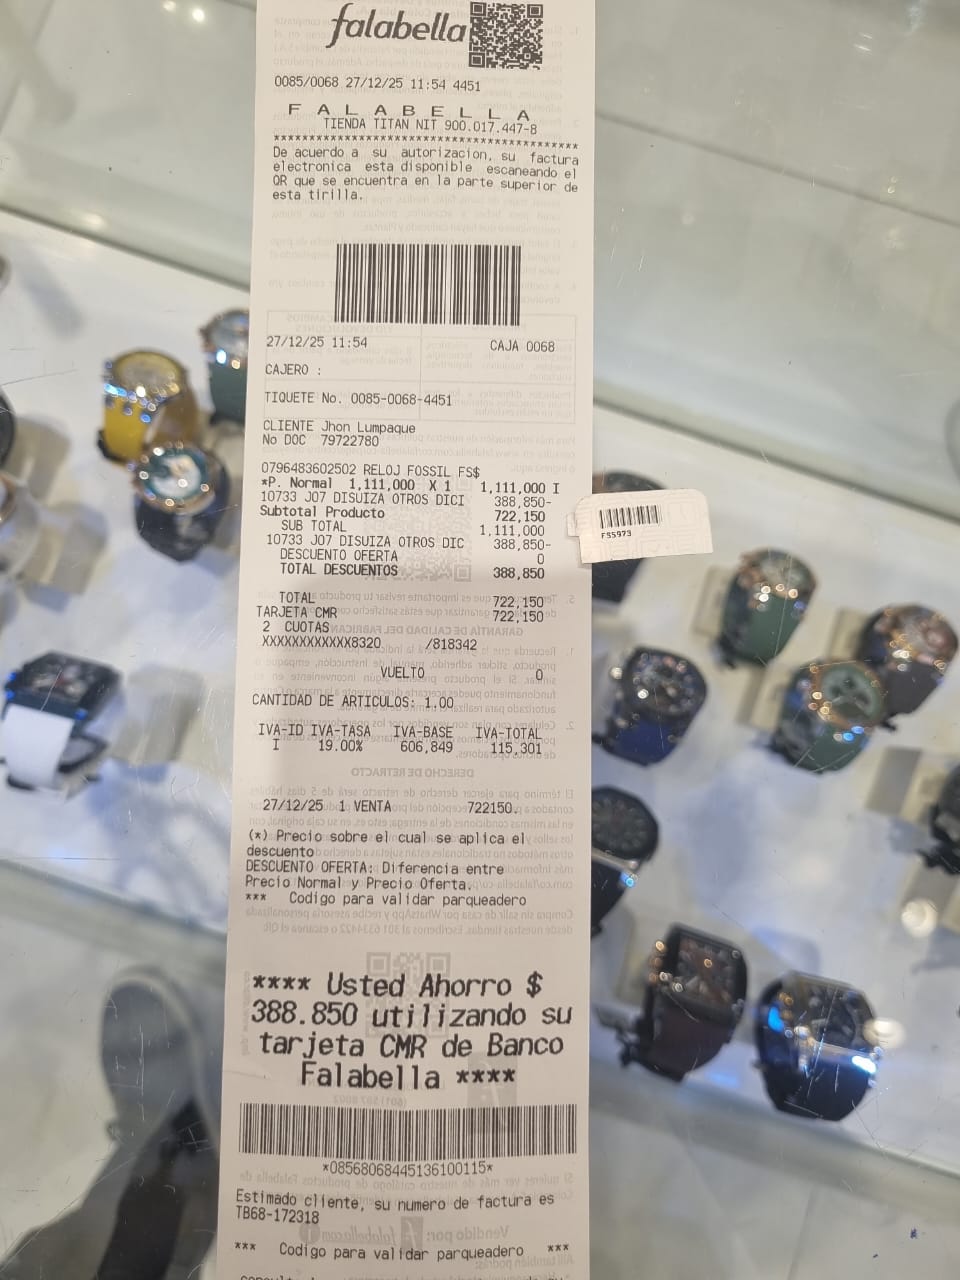 falabella
0085/0068 27/12/25 11:54 4451
F A L A B E L L A
TIENDA TITAN NIT 900.017.447-8
******************************************
De acuerdo a su autorizacion, su factura
electronica esta disponible escaneando el
QR que se encuentra en la parte superior de
esta tirilla.
27/12/25 11:54 CAJA 0068
CAJERO :
TIQUETE No. 0085-0068-4451
CLIENTE Jhon Lumpaque
No DOC 79722780
0796483602502 RELOJ FOSSIL FS$
*P. Normal 1,111,000 X 1 1,111,000 I
10733 J07 DISUIZA OTROS DICI 388,850-
Subtotal Producto 722,150
SUB TOTAL 1,111,000
10733 J07 DISUIZA OTROS DIC 388,850-
DESCUENTO OFERTA 0
TOTAL DESCUENTOS 388,850
TOTAL 722,150
TARJETA CMR 722,150
2 CUOTAS
XXXXXXXXXXXX8320 /818342
VUELTO 0
CANTIDAD DE ARTICULOS: 1.00
IVA-ID IVA-TASA IVA-BASE IVA-TOTAL
I 19.00% 606,849 115,301
27/12/25 1 VENTA 722150.
(*) Precio sobre el cual se aplica el
descuento
DESCUENTO OFERTA: Diferencia entre
Precio Normal y Precio Oferta.
*** Codigo para validar parqueadero
**** Usted Ahorro $
388.850 utilizando su
tarjeta CMR de Banco
Falabella ****
*08568068445136100115*
Estimado cliente, su numero de factura es
TB68-172318
*** Codigo para validar parqueadero ***
FS5973